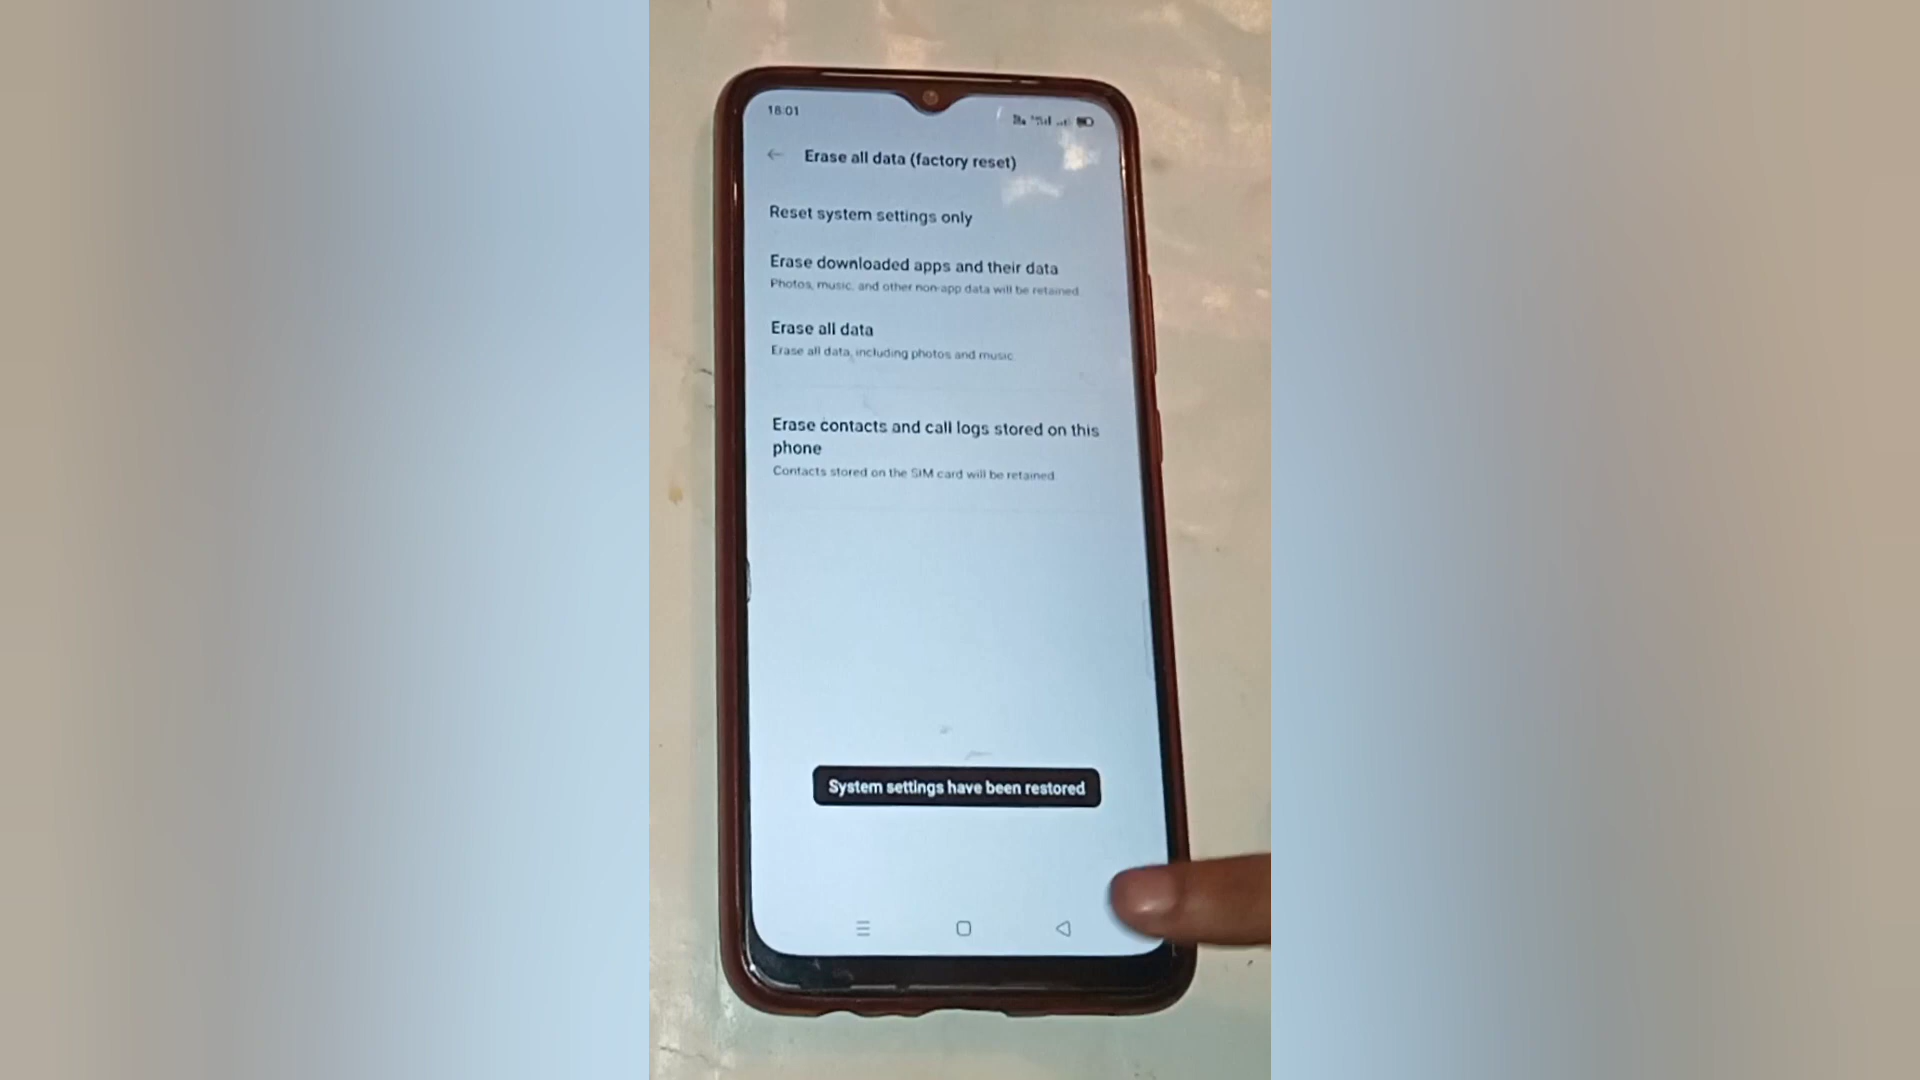 18:01
Erase all data (factory reset)
Reset system settings only
Erase downloaded apps and their data
Photos, music, and other non-app data will be retained.
Erase all data
Erase all data, including photos and music.
Erase contacts and call logs stored on this
phone
Contacts stored on the SIM card will be retained.
System settings have been restored